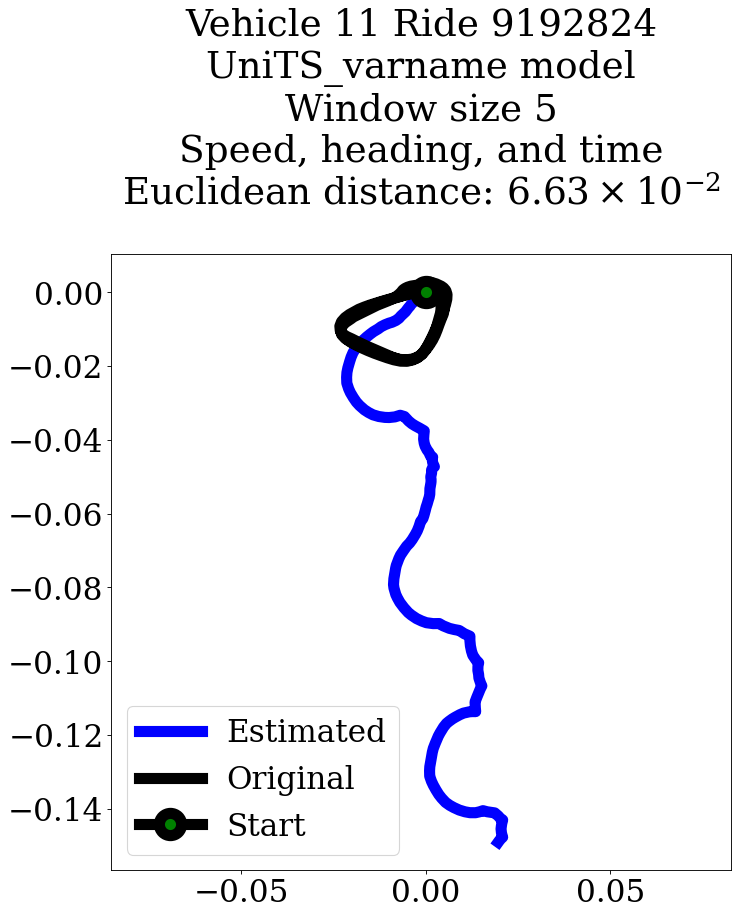 Vehicle 11 Ride 9192824
UniTS_varname model
Window size 5
Speed, heading, and time
Euclidean distance: 6.63 × 10⁻²
0.00
−0.02
−0.04
−0.06
−0.08
−0.10
−0.12
−0.14
Estimated
Original
Start
−0.05 0.00 0.05